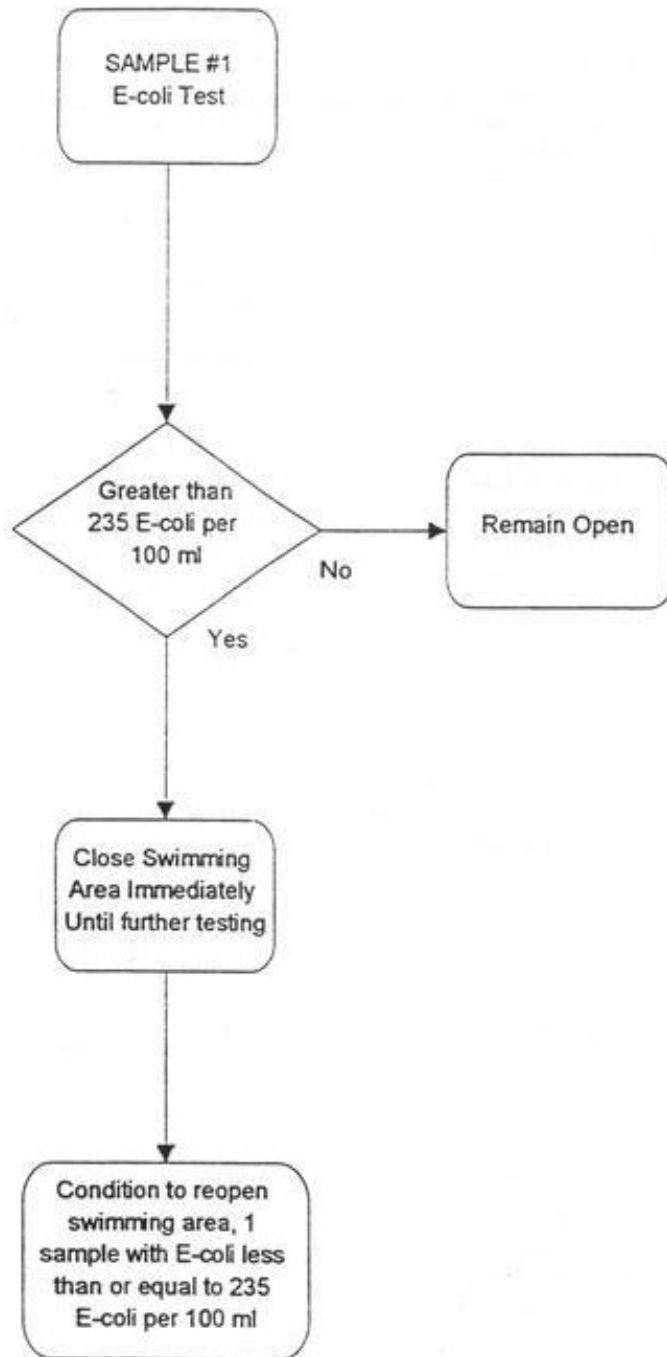 SAMPLE #1
E-coli Test
Greater than
235 E-coli per
100 ml
No
Remain Open
Yes
Close Swimming
Area Immediately
Until further testing
Condition to reopen
swimming area, 1
sample with E-coli less
than or equal to 235
E-coli per 100 ml